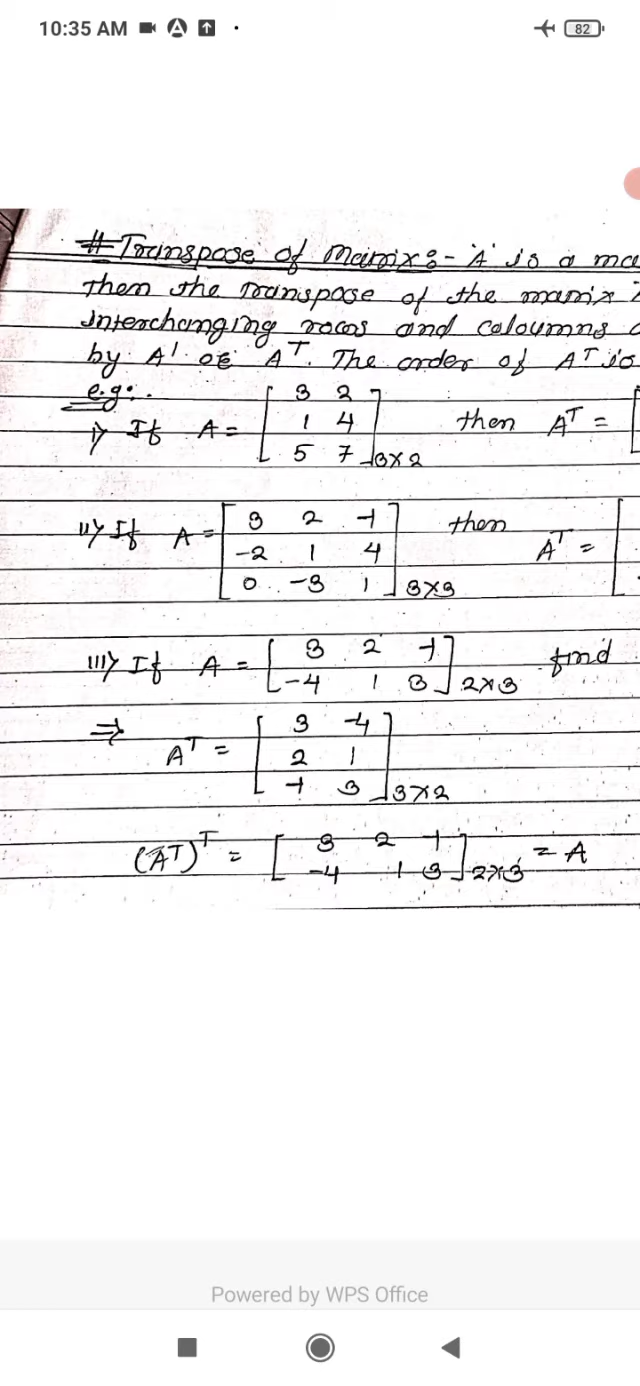 10:35 AM
82
# Transpose of Matrix :- 'A' is a ma
then the transpose of the matrix
interchanging rows and coloumns
by A' or Aᵀ. The order of Aᵀ is
e.g:-
i) If A = [ 3 2 ; 1 4 ; 5 7 ] 3×2 then Aᵀ = [
ii) If A = [ 3 2 -1 ; -2 1 4 ; 0 -3 1 ] 3×3 then Aᵀ = [
iii) If A = [ 3 2 -1 ; -4 1 3 ] 2×3 find
⇒ Aᵀ = [ 3 -4 ; 2 1 ; -1 3 ] 3×2
(Aᵀ)ᵀ = [ 3 2 -1 ; -4 1 3 ] 2×3 = A
Powered by WPS Office